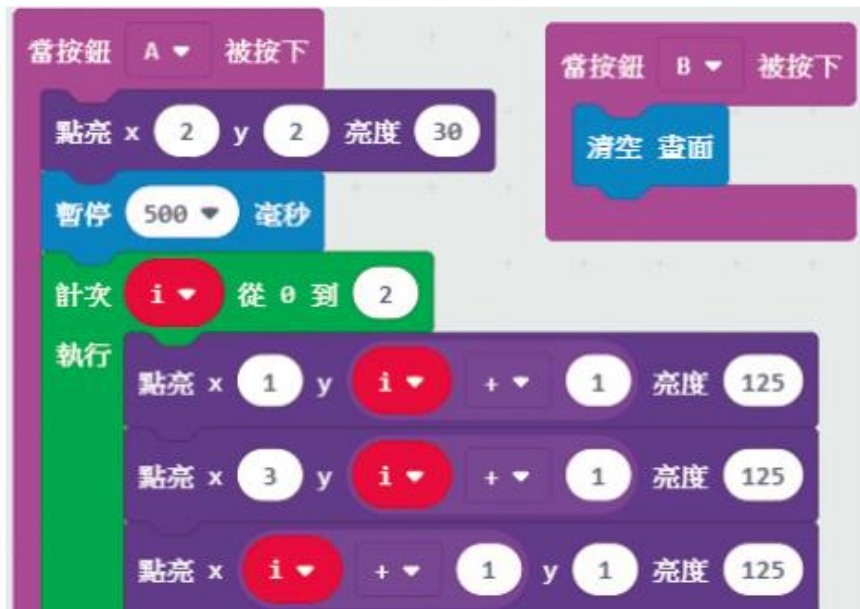 當按鈕 A 被按下
點亮 x 2 y 2 亮度 30
暫停 500 毫秒
計次 i 從 0 到 2
執行
點亮 x 1 y i + 1 亮度 125
點亮 x 3 y i + 1 亮度 125
點亮 x i + 1 y 1 亮度 125
當按鈕 B 被按下
清空 畫面